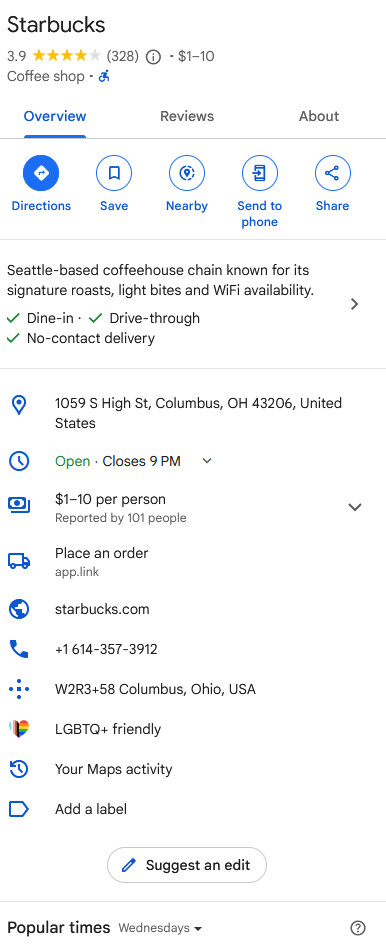 Starbucks
3.9 (328) · $1–10
Coffee shop ·
Overview Reviews About
Directions Save Nearby Send to phone Share
Seattle-based coffeehouse chain known for its
signature roasts, light bites and WiFi availability.
Dine-in · Drive-through
No-contact delivery
1059 S High St, Columbus, OH 43206, United
States
Open · Closes 9 PM
$1–10 per person
Reported by 101 people
Place an order
app.link
starbucks.com
+1 614-357-3912
W2R3+58 Columbus, Ohio, USA
LGBTQ+ friendly
Your Maps activity
Add a label
Suggest an edit
Popular times Wednesdays